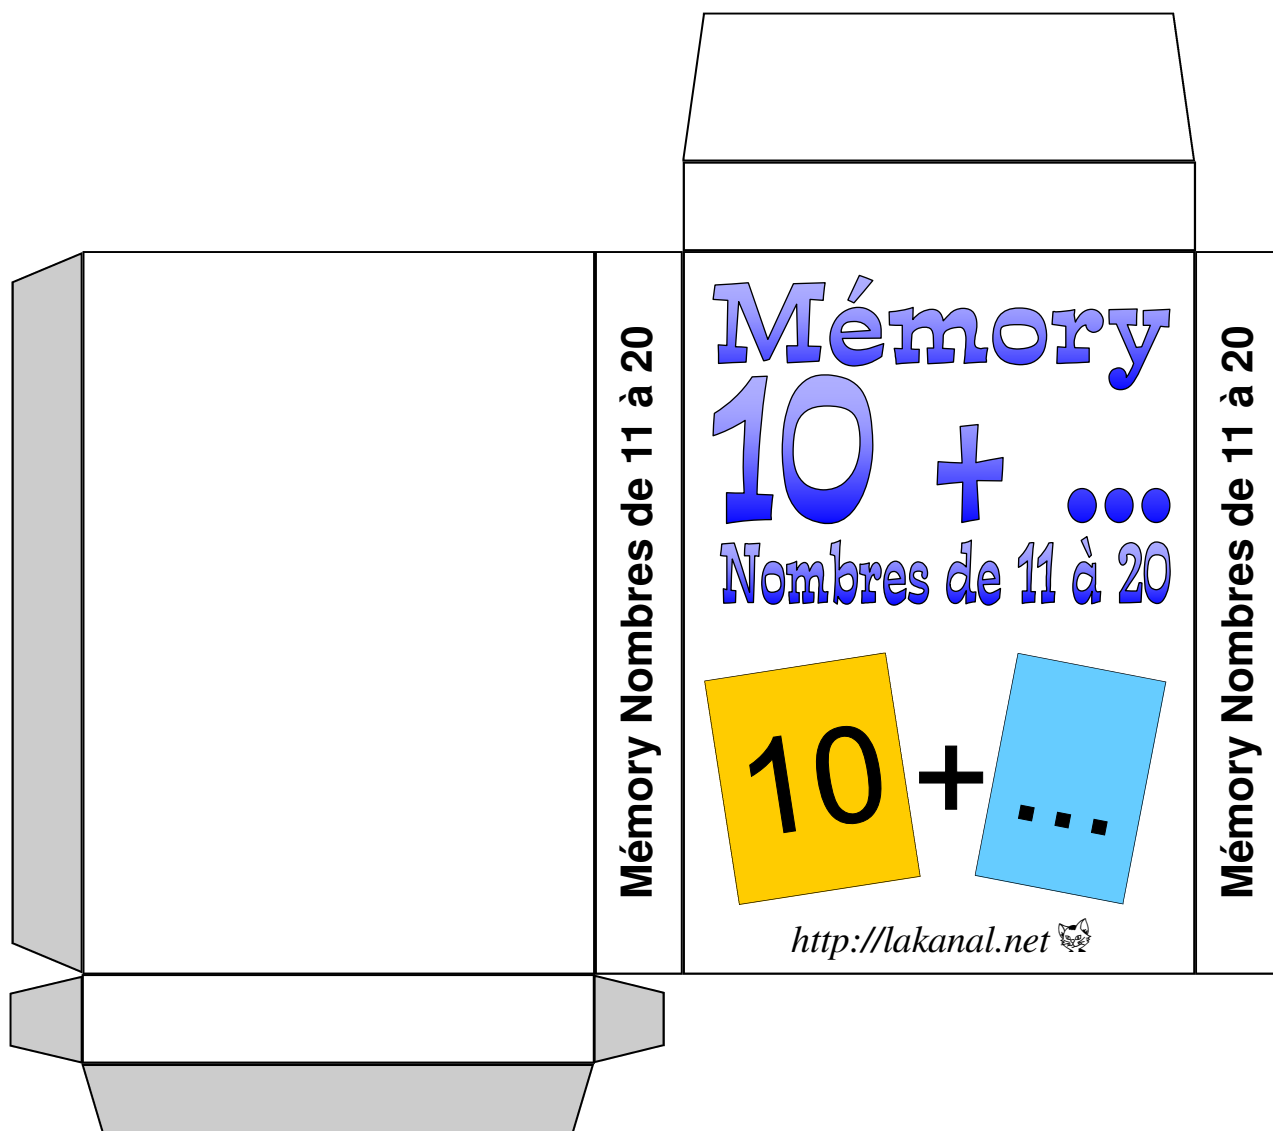 Mémory Nombres de 11 à 20
Mémory
10 + ...
Nombres de 11 à 20
10 + ...
http://lakanal.net
Mémory Nombres de 11 à 20